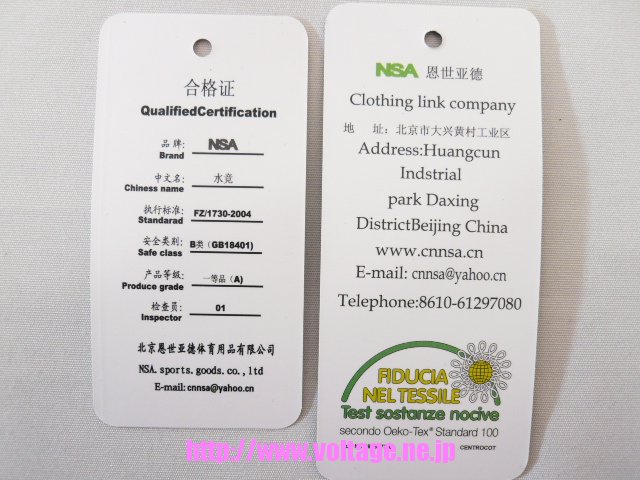 合格证
QualifiedCertification
品 牌: NSA
Brand
中文名: 水竞
Chiness name
执行标准: FZ/1730-2004
Standarad
安全类别: B类（GB18401)
Safe class
产品等级: 一等品（A）
Produce grade
检查员: 01
Inspector
北京恩世亚德体育用品有限公司
NSA.sports.goods.co.,ltd
E-mail:cnnsa@yahoo.cn
NSA 恩世亚德
Clothing link company
地 址:北京市大兴黄村工业区
Address:Huangcun
Indstrial
park Daxing
DistrictBeijing China
www.cnnsa.cn
E-mail: cnnsa@yahoo.cn
Telephone:8610-61297080
FIDUCIA
NEL TESSILE
Test sostanze nocive
secondo Oeko-Tex® Standard 100
CENTROCOT
http://www.voltage.ne.jp